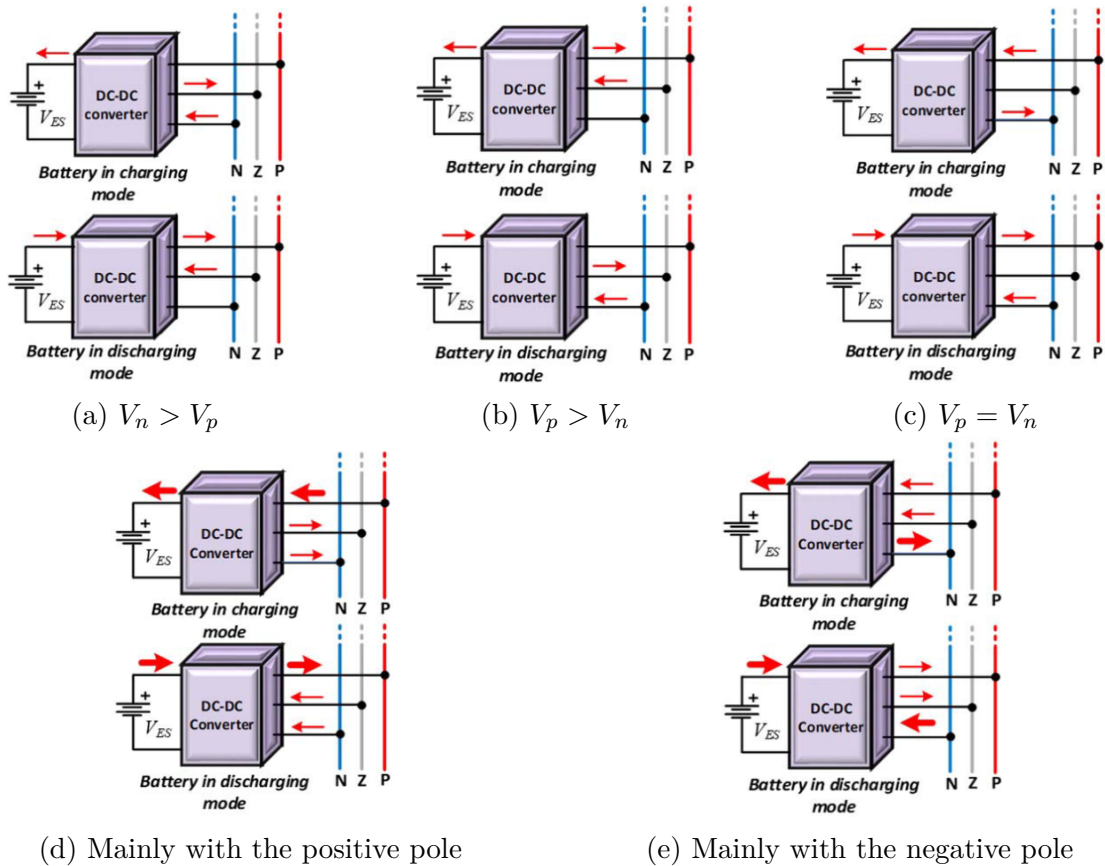 DC-DC
converter
+
V_ES
N Z P
Battery in charging
mode
DC-DC
converter
+
V_ES
N Z P
Battery in discharging
mode
(a) V_n > V_p
DC-DC
converter
+
V_ES
N Z P
Battery in charging
mode
DC-DC
converter
+
V_ES
N Z P
Battery in discharging
mode
(b) V_p > V_n
DC-DC
converter
+
V_ES
N Z P
Battery in charging
mode
DC-DC
converter
+
V_ES
N Z P
Battery in discharging
mode
(c) V_p = V_n
DC-DC
Converter
+
V_ES
N Z P
Battery in charging
mode
DC-DC
Converter
+
V_ES
N Z P
Battery in discharging
mode
(d) Mainly with the positive pole
DC-DC
Converter
+
V_ES
N Z P
Battery in charging
mode
DC-DC
Converter
+
V_ES
N Z P
Battery in discharging
mode
(e) Mainly with the negative pole